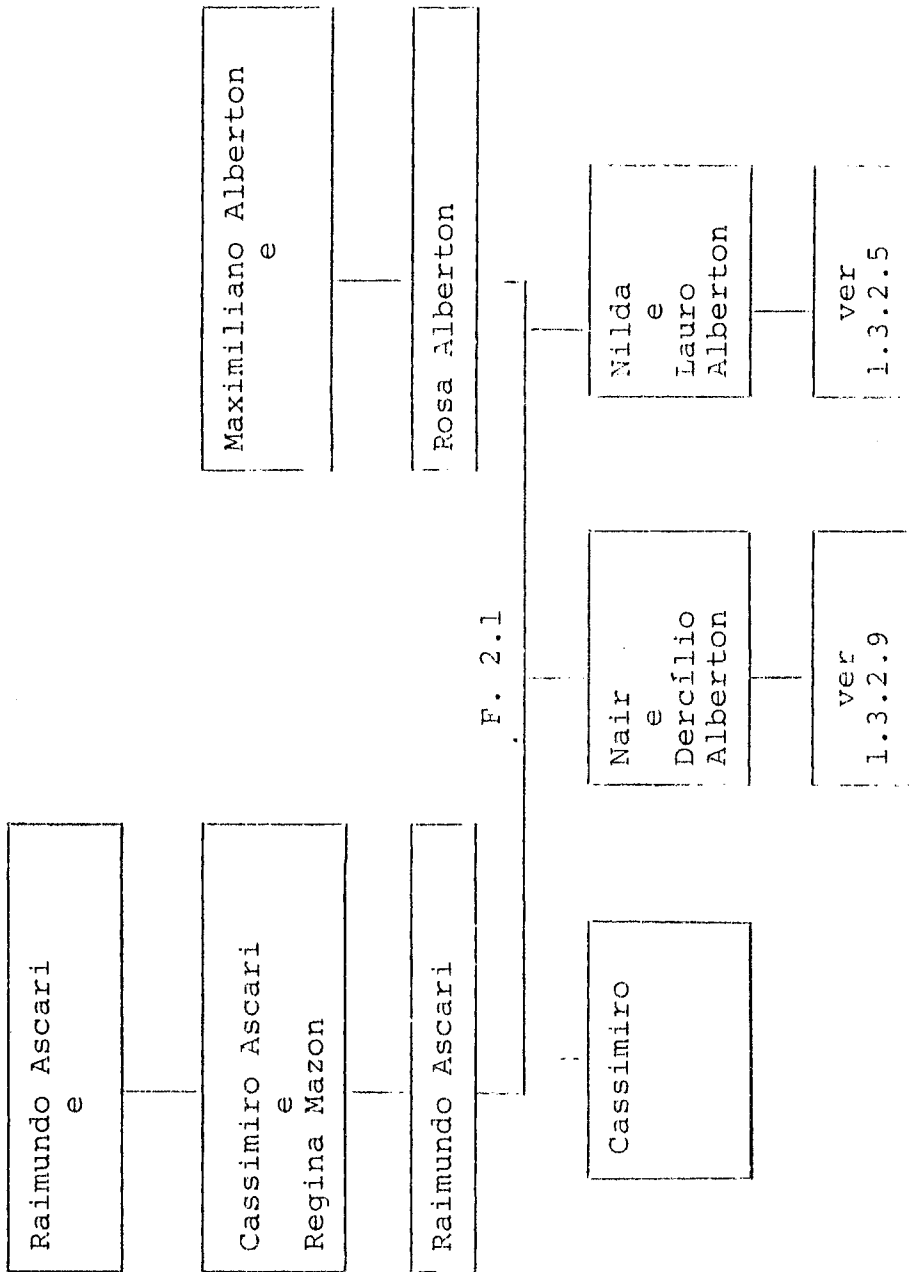 Raimundo Ascari
e
Cassimiro Ascari
e
Regina Mazon
Raimundo Ascari
Maximiliano Alberton
e
Rosa Alberton
F. 2.1
Cassimiro
Nair
e
Dercílio
Alberton
ver
1.3.2.9
Nilda
e
Lauro
Alberton
ver
1.3.2.5